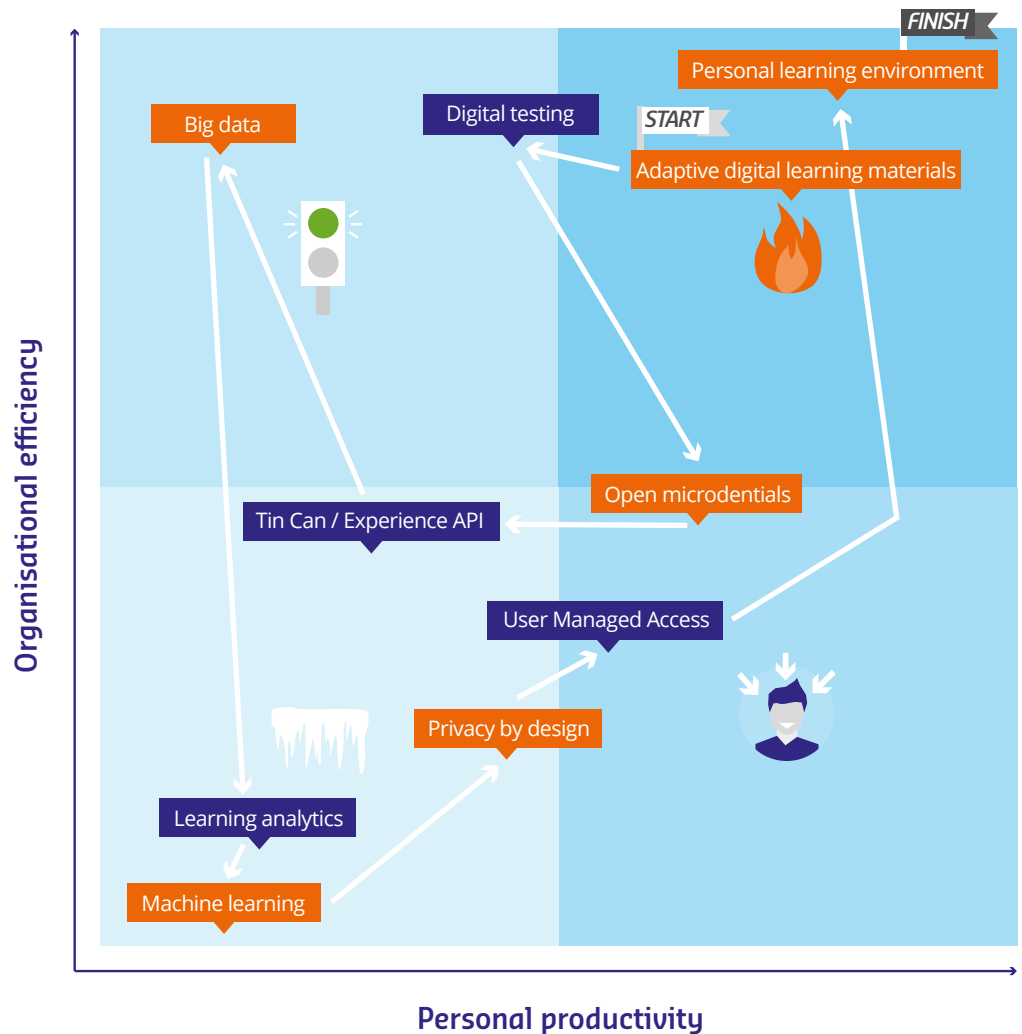 FINISH
Personal learning environment
Big data
Digital testing
START
Adaptive digital learning materials
Open microdentials
Tin Can / Experience API
User Managed Access
Privacy by design
Learning analytics
Machine learning
Organisational efficiency
Personal productivity